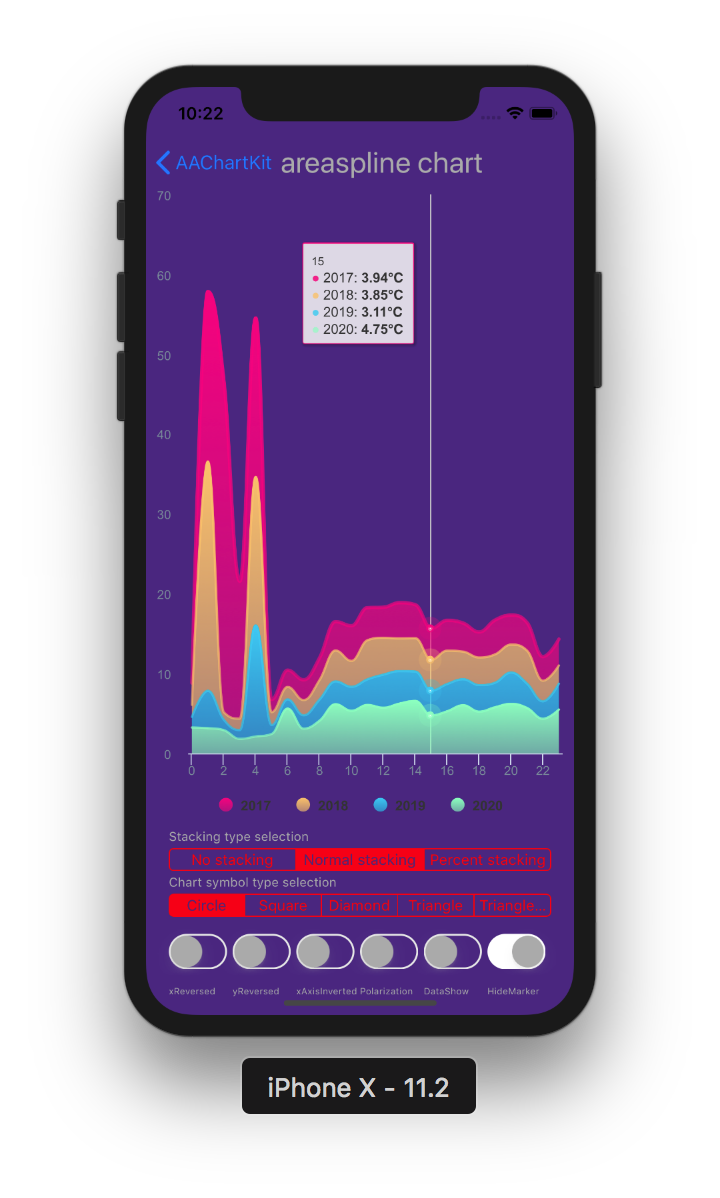 10:22
AAChartKit areaspline chart
70
60
50
40
30
20
10
0
15
2017: 3.94°C
2018: 3.85°C
2019: 3.11°C
2020: 4.75°C
0 2 4 6 8 10 12 14 16 18 20 22
2017 2018 2019 2020
Stacking type selection
No stacking Normal stacking Percent stacking
Chart symbol type selection
Circle Square Diamond Triangle Triangle...
xReversed yReversed xAxisInverted Polarization DataShow HideMarker
iPhone X - 11.2